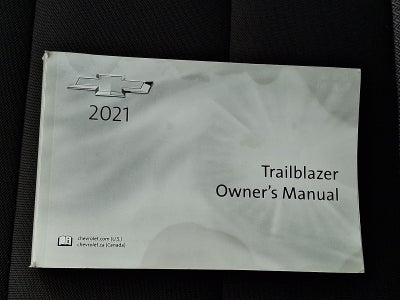 2021
Trailblazer
Owner's Manual
chevrolet.com (U.S.)
chevrolet.ca (Canada)